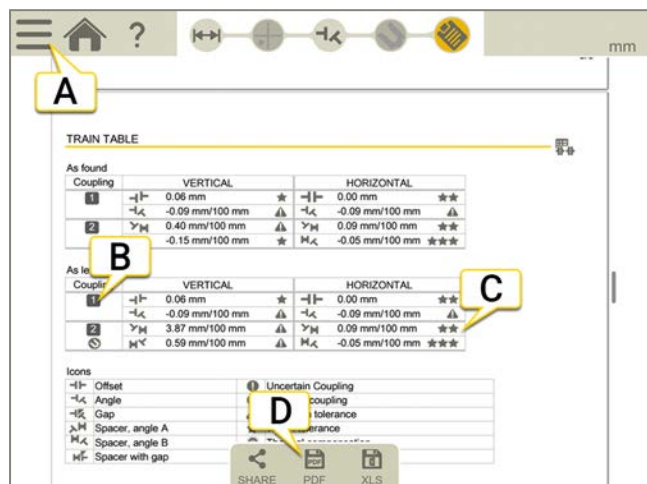 ?
mm
A
TRAIN TABLE
As found
Coupling VERTICAL HORIZONTAL
1 0.06 mm 0.00 mm
-0.09 mm/100 mm -0.09 mm/100 mm
2 0.40 mm/100 mm 0.09 mm/100 mm
-0.15 mm/100 mm -0.05 mm/100 mm
B
As le
Couplin VERTICAL HORIZONTAL
C
1 0.06 mm 0.00 mm
-0.09 mm/100 mm -0.09 mm/100 mm
2 3.87 mm/100 mm 0.09 mm/100 mm
0.59 mm/100 mm -0.05 mm/100 mm
Icons
Offset Uncertain Coupling
Angle coupling
Gap tolerance
D
Spacer, angle A tolerance
Spacer, angle B
Spacer with gap
PDF
SHARE PDF XLS